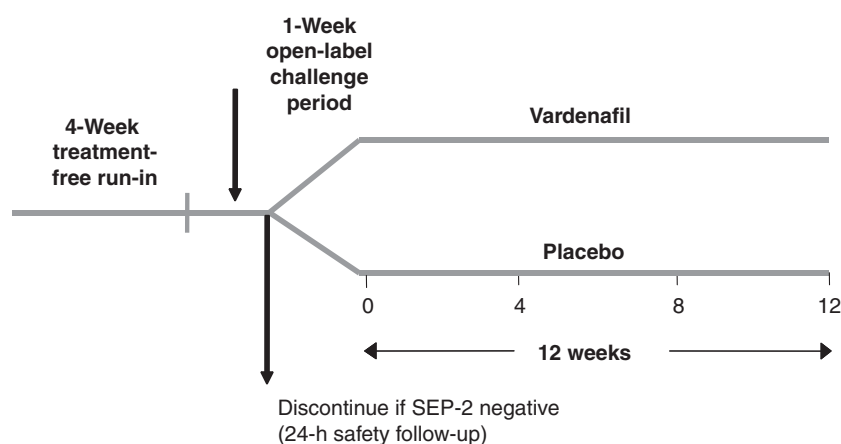 1-Week
open-label
challenge
period
4-Week
treatment-
free run-in
Vardenafil
Placebo
0 4 8 12
12 weeks
Discontinue if SEP-2 negative
(24-h safety follow-up)